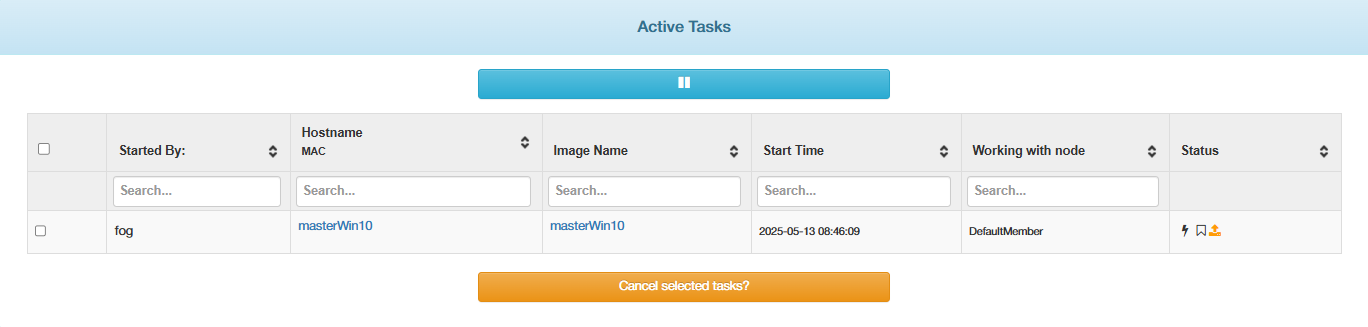 Active Tasks
Started By:
Hostname
MAC
Image Name
Start Time
Working with node
Status
Search...
Search...
Search...
Search...
Search...
fog
masterWin10
masterWin10
2025-05-13 08:46:09
DefaultMember
Cancel selected tasks?